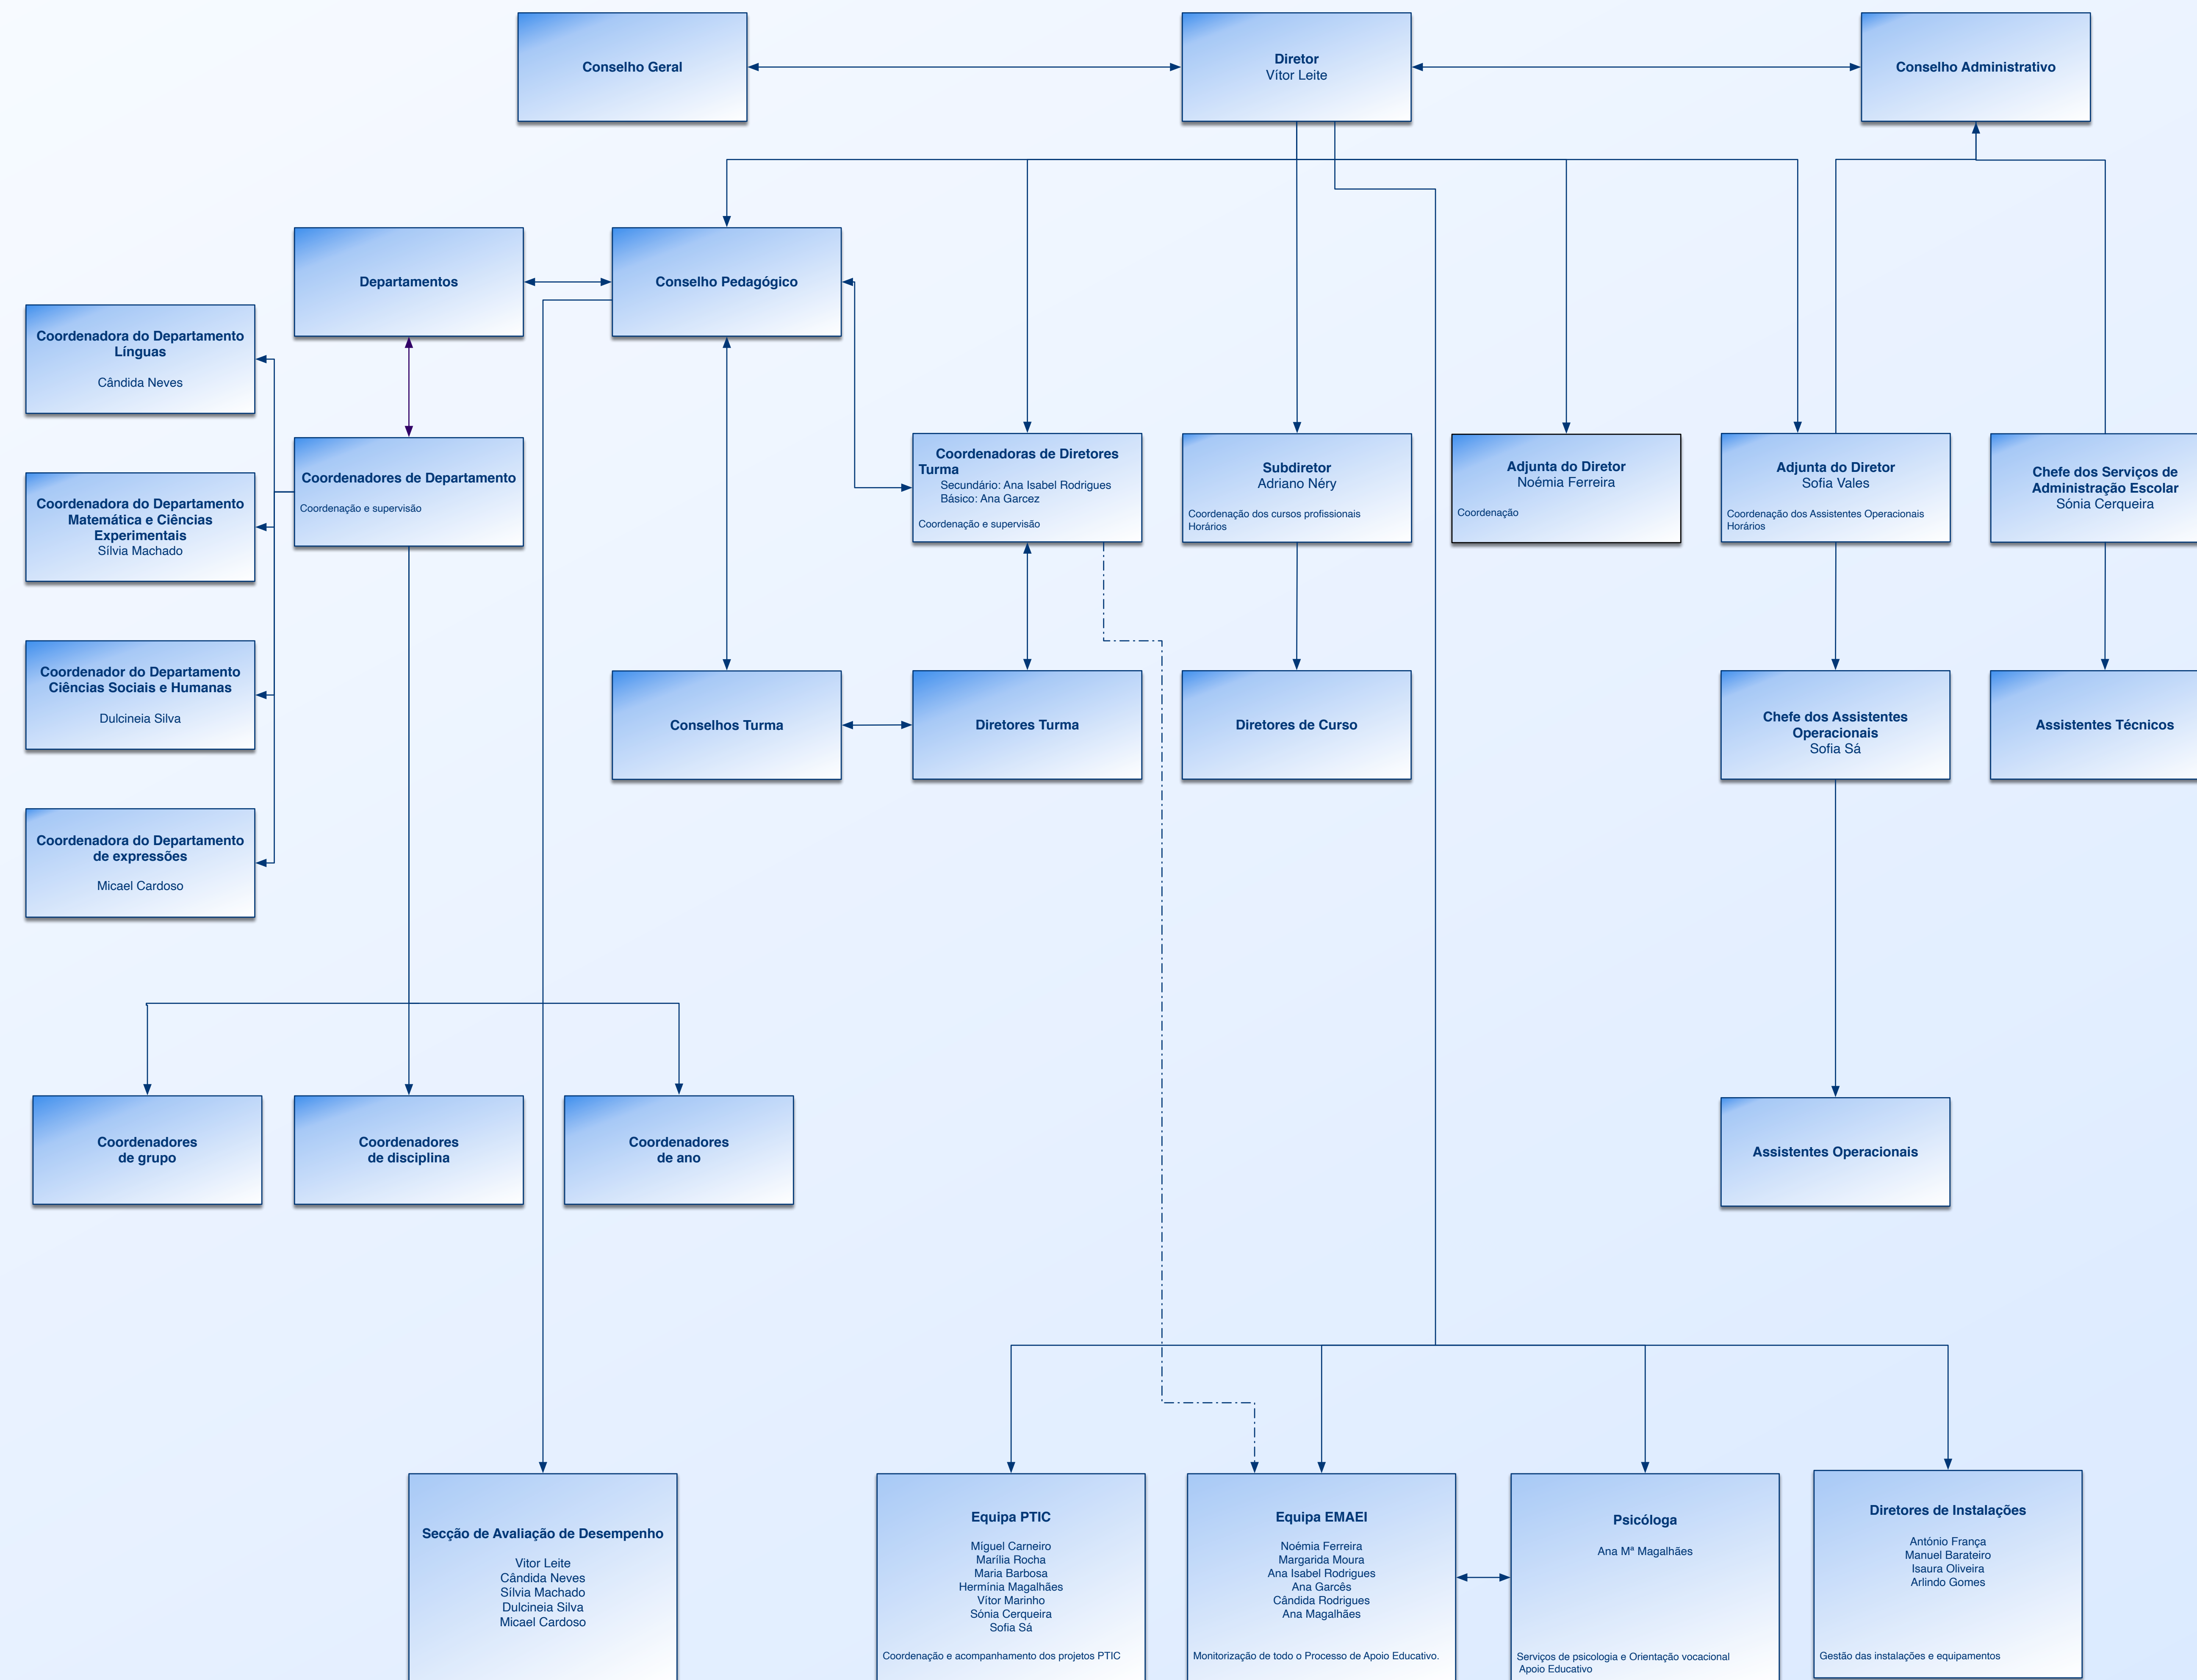 Conselho Geral
Diretor
Vítor Leite
Conselho Administrativo
Departamentos
Conselho Pedagógico
Coordenadora do Departamento
Línguas
Cândida Neves
Coordenadores de Departamento
Coordenação e supervisão
Coordenadoras de Diretores
Turma
Secundário: Ana Isabel Rodrigues
Básico: Ana Garcez
Coordenação e supervisão
Subdiretor
Adriano Néry
Coordenação dos cursos profissionais
Horários
Adjunta do Diretor
Noémia Ferreira
Coordenação
Adjunta do Diretor
Sofia Vales
Coordenação dos Assistentes Operacionais
Horários
Chefe dos Serviços de
Administração Escolar
Sónia Cerqueira
Coordenadora do Departamento
Matemática e Ciências
Experimentais
Sílvia Machado
Coordenador do Departamento
Ciências Sociais e Humanas
Dulcineia Silva
Conselhos Turma
Diretores Turma
Diretores de Curso
Chefe dos Assistentes
Operacionais
Sofia Sá
Assistentes Técnicos
Coordenadora do Departamento
de expressões
Micael Cardoso
Coordenadores
de grupo
Coordenadores
de disciplina
Coordenadores
de ano
Assistentes Operacionais
Secção de Avaliação de Desempenho
Vitor Leite
Cândida Neves
Sílvia Machado
Dulcineia Silva
Micael Cardoso
Equipa PTIC
Míguel Carneiro
Marília Rocha
Maria Barbosa
Hermínia Magalhães
Vítor Marinho
Sónia Cerqueira
Sofia Sá
Coordenação e acompanhamento dos projetos PTIC
Equipa EMAEI
Noémia Ferreira
Margarida Moura
Ana Isabel Rodrigues
Ana Garcês
Cândida Rodrigues
Ana Magalhães
Monitorização de todo o Processo de Apoio Educativo.
Psicóloga
Ana Mª Magalhães
Serviços de psicologia e Orientação vocacional
Apoio Educativo
Diretores de Instalações
António França
Manuel Barateiro
Isaura Oliveira
Arlindo Gomes
Gestão das instalações e equipamentos